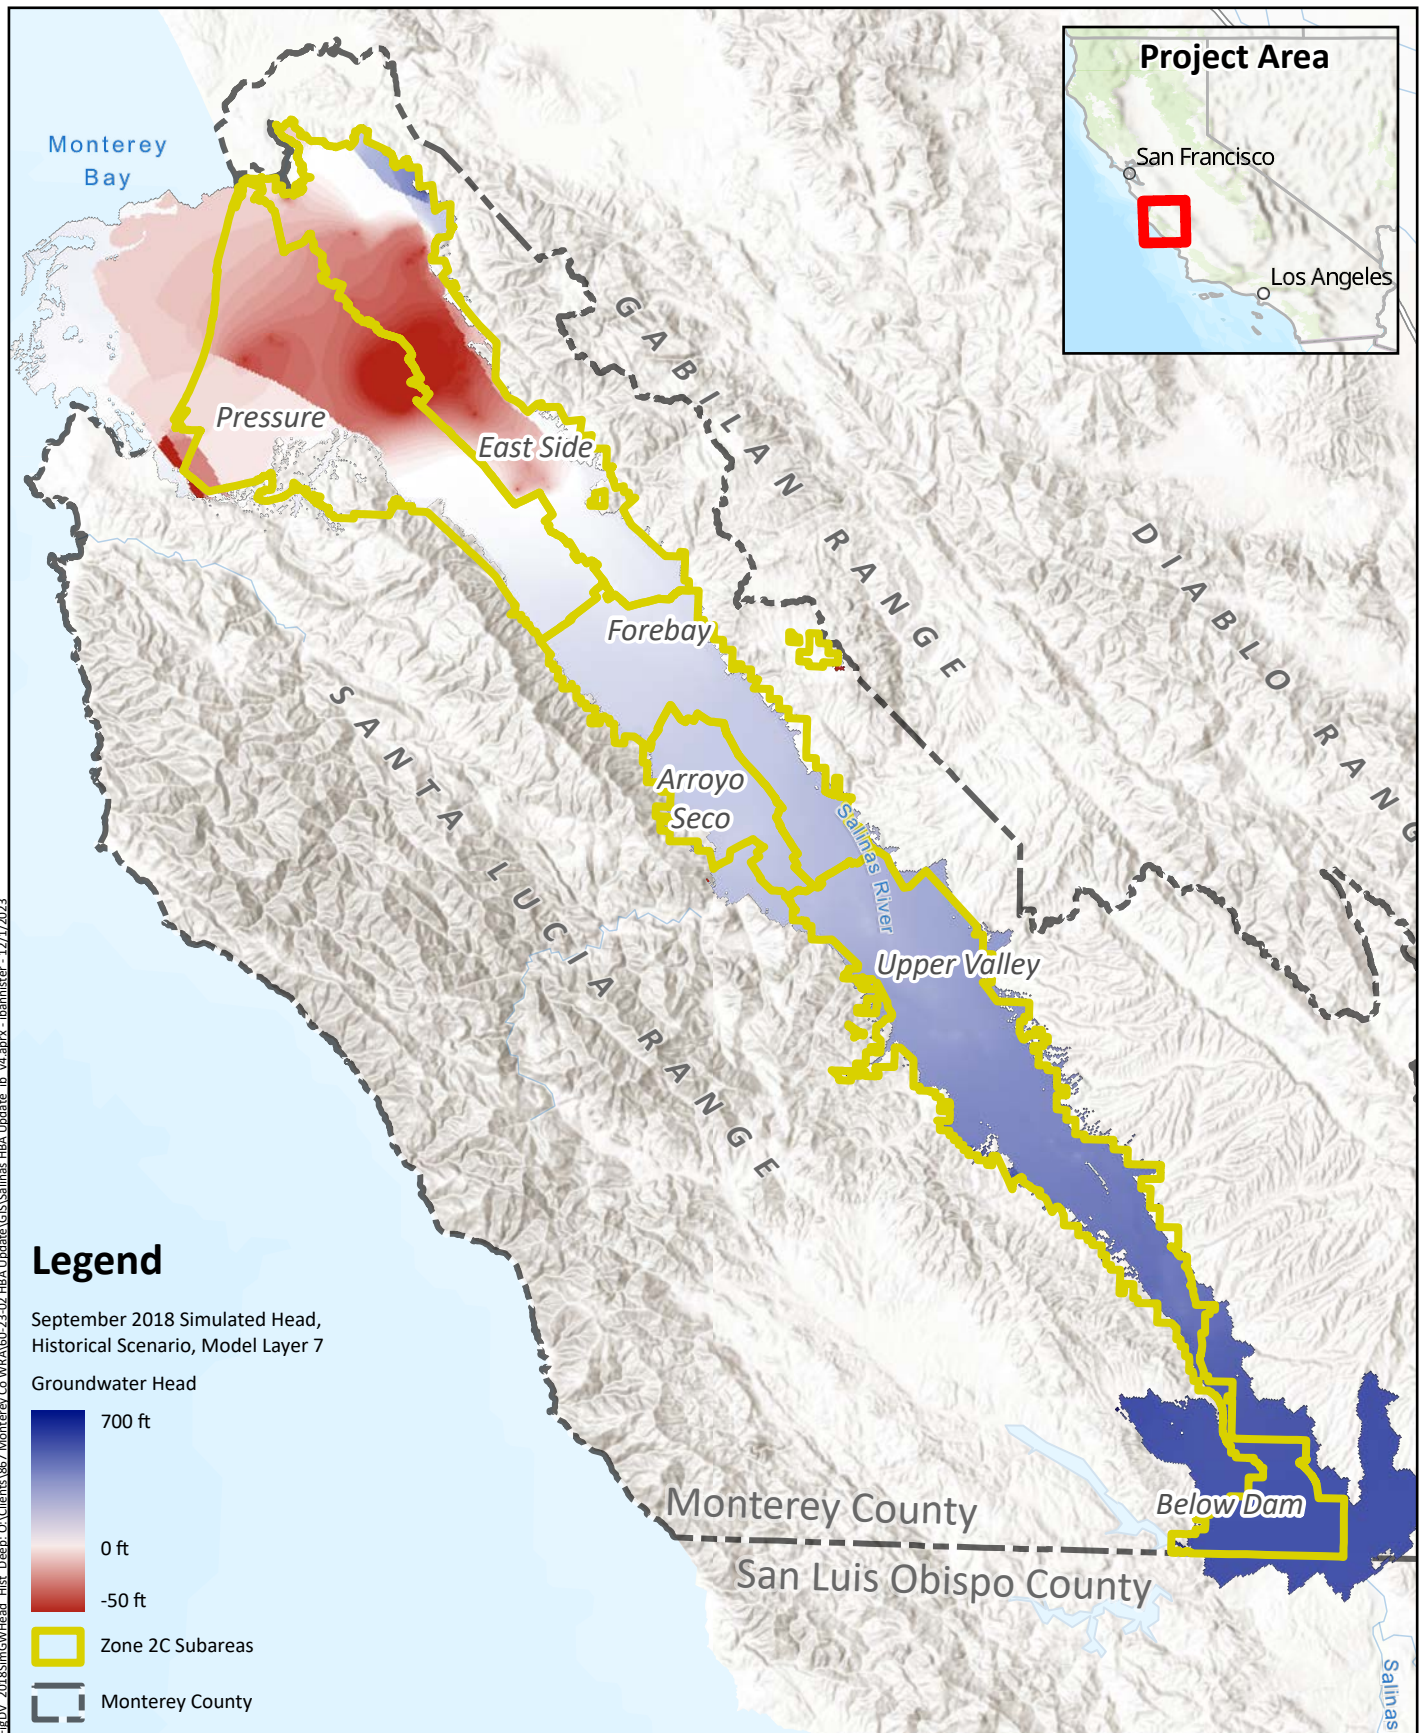 Project Area
San Francisco
Los Angeles
Monterey
Bay
GABILAN RANGE
DIABLO RANG
Pressure
East Side
Forebay
SANTA LUCIA RANGE
Arroyo
Seco
Salinas River
Upper Valley
Below Dam
Monterey County
San Luis Obispo County
Salinas
Legend
September 2018 Simulated Head,
Historical Scenario, Model Layer 7
Groundwater Head
700 ft
0 ft
-50 ft
Zone 2C Subareas
Monterey County